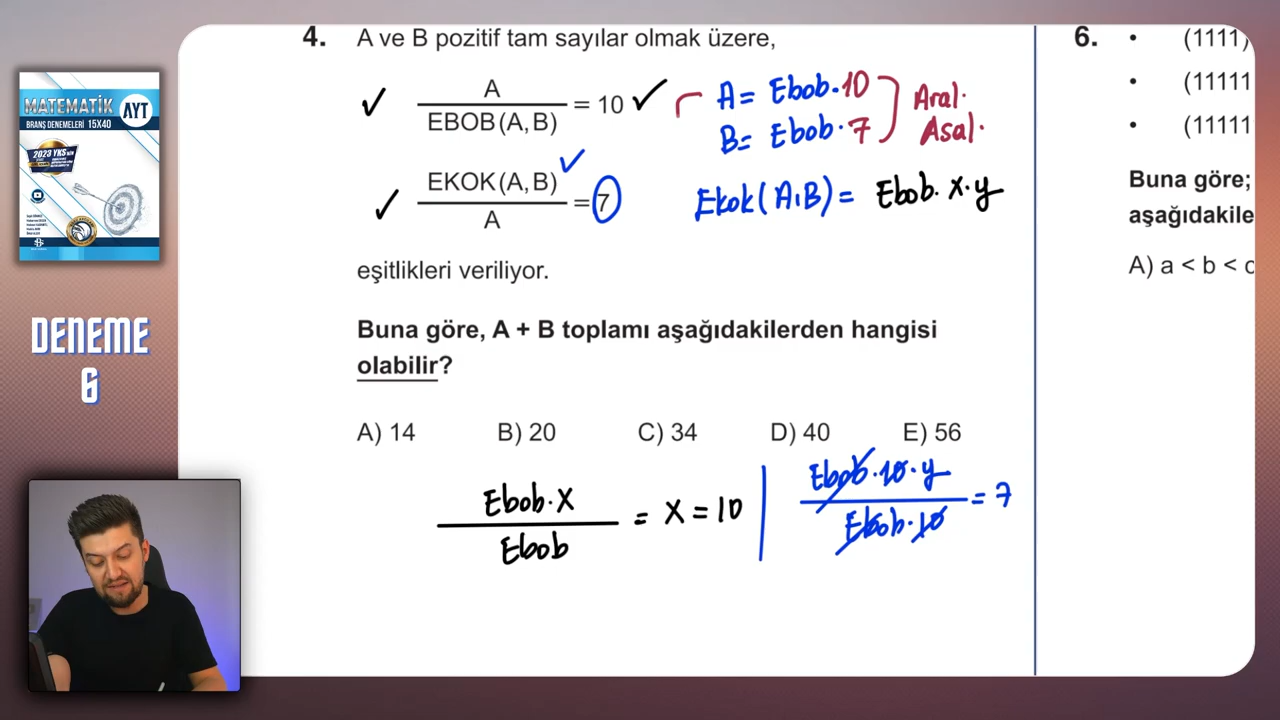 MATEMATİK
AYT
BRANŞ DENEMELERİ 15X40
2023 YKS
DENEME
6
4. A ve B pozitif tam sayılar olmak üzere,
✓ A / EBOB(A, B) = 10 ✓
A = Ebob · 10
B = Ebob · 7
Aral.
Asal.
✓ EKOK(A, B) ✓ / A = 7
Ekok(A,B) = Ebob. x.y
eşitlikleri veriliyor.
Buna göre, A + B toplamı aşağıdakilerden hangisi
olabilir?
A) 14 B) 20 C) 34 D) 40 E) 56
Ebob·x / Ebob = x = 10
Ebob·10·y / Ebob·10 = 7
6. • (1111)
• (11111
• (11111
Buna göre;
aşağıdakile
A) a < b < c